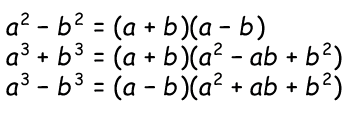 a² − b² = (a + b)(a − b)
a³ + b³ = (a + b)(a² − ab + b²)
a³ − b³ = (a − b)(a² + ab + b²)